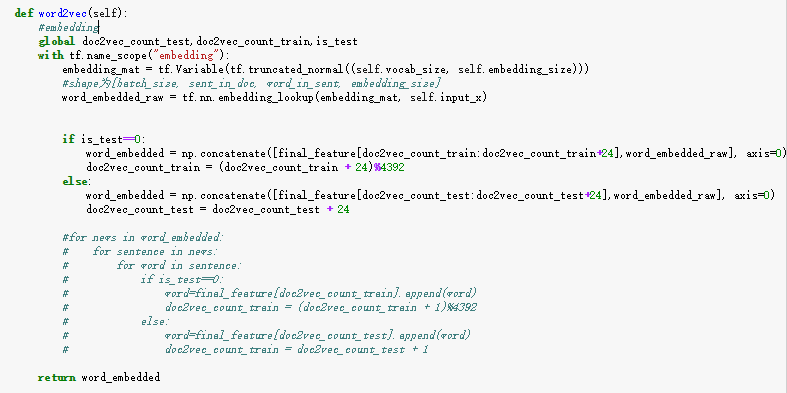 def word2vec(self):
    #embedding
    global doc2vec_count_test,doc2vec_count_train,is_test
    with tf.name_scope("embedding"):
        embedding_mat = tf.Variable(tf.truncated_normal((self.vocab_size, self.embedding_size)))
        #shape为[batch_size, sent_in_doc, word_in_sent, embedding_size]
        word_embedded_raw = tf.nn.embedding_lookup(embedding_mat, self.input_x)
        if is_test==0:
            word_embedded = np.concatenate([final_feature[doc2vec_count_train:doc2vec_count_train+24],word_embedded_raw], axis=0)
            doc2vec_count_train = (doc2vec_count_train + 24)%4392
        else:
            word_embedded = np.concatenate([final_feature[doc2vec_count_test:doc2vec_count_test+24],word_embedded_raw], axis=0)
            doc2vec_count_test = doc2vec_count_test + 24
        #for news in word_embedded:
        #    for sentence in news:
        #        for word in sentence:
        #            if is_test==0:
        #                word=final_feature[doc2vec_count_train].append(word)
        #                doc2vec_count_train = (doc2vec_count_train + 1)%4392
        #            else:
        #                word=final_feature[doc2vec_count_test].append(word)
        #                doc2vec_count_train = doc2vec_count_test + 1
    return word_embedded